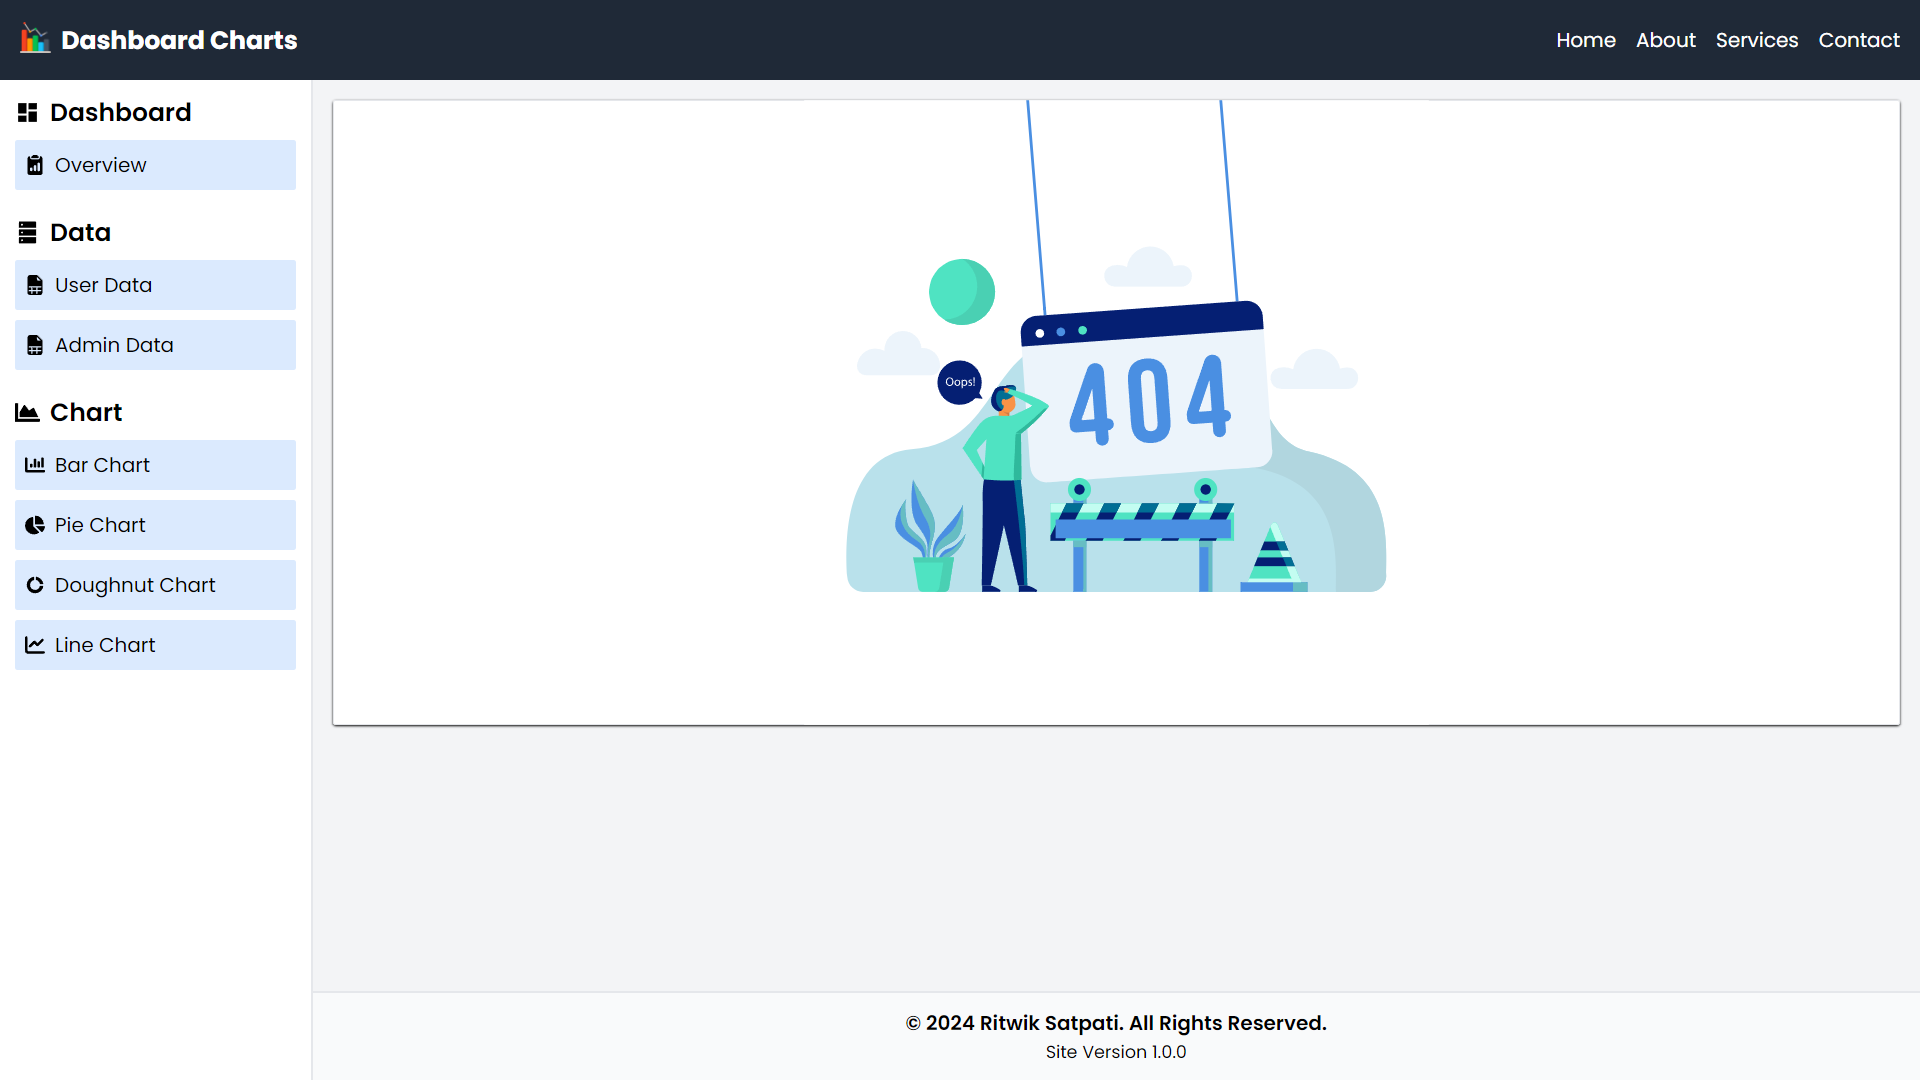 Dashboard Charts
Home About Services Contact
Dashboard
Overview
Data
User Data
Admin Data
Chart
Bar Chart
Pie Chart
Doughnut Chart
Line Chart
Oops!
404
© 2024 Ritwik Satpati. All Rights Reserved.
Site Version 1.0.0